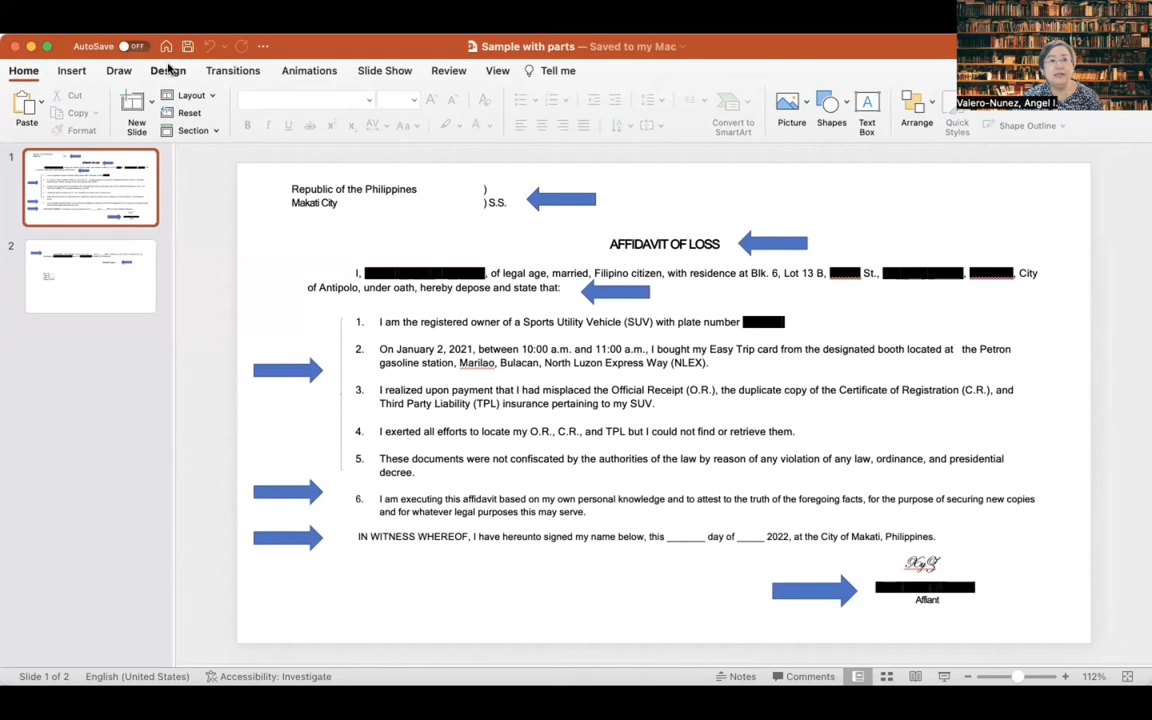 AutoSave OFF
Sample with parts — Saved to my Mac
Valero-Nunez, Angel I.
Home Insert Draw Design Transitions Animations Slide Show Review View Tell me
Paste
Cut
Copy
Format
New
Slide
Layout
Reset
Section
Convert to
SmartArt
Picture
Shapes
Text
Box
Arrange
Quick
Styles
Shape Outline
1
2
Republic of the Philippines )
Makati City ) S.S.
AFFIDAVIT OF LOSS
I, , of legal age, married, Filipino citizen, with residence at Blk. 6, Lot 13 B, St., , , City
of Antipolo, under oath, hereby depose and state that:
1. I am the registered owner of a Sports Utility Vehicle (SUV) with plate number
2. On January 2, 2021, between 10:00 a.m. and 11:00 a.m., I bought my Easy Trip card from the designated booth located at the Petron
gasoline station, Marilao, Bulacan, North Luzon Express Way (NLEX).
3. I realized upon payment that I had misplaced the Official Receipt (O.R.), the duplicate copy of the Certificate of Registration (C.R.), and
Third Party Liability (TPL) insurance pertaining to my SUV.
4. I exerted all efforts to locate my O.R., C.R., and TPL but I could not find or retrieve them.
5. These documents were not confiscated by the authorities of the law by reason of any violation of any law, ordinance, and presidential
decree.
6. I am executing this affidavit based on my own personal knowledge and to attest to the truth of the foregoing facts, for the purpose of securing new copies
and for whatever legal purposes this may serve.
IN WITNESS WHEREOF, I have hereunto signed my name below, this _______ day of _____ 2022, at the City of Makati, Philippines.
XyZ
Affiant
Slide 1 of 2 English (United States) Accessibility: Investigate Notes Comments 112%